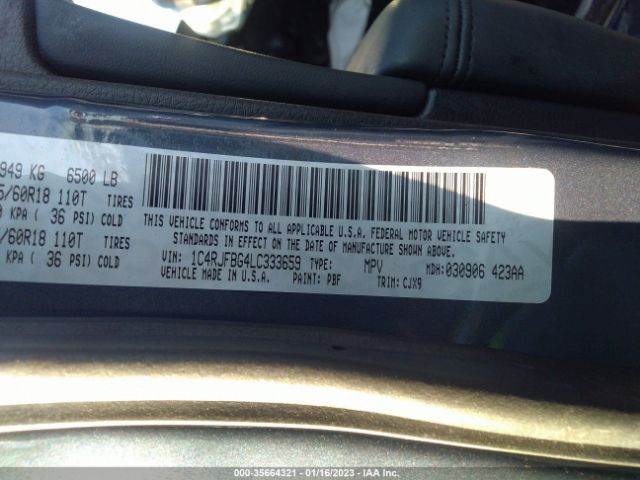 949 KG 6500 LB
5/60R18 110T TIRES
0 KPA ( 36 PSI) COLD
/60R18 110T TIRES
KPA ( 36 PSI) COLD
THIS VEHICLE CONFORMS TO ALL APPLICABLE U.S.A. FEDERAL MOTOR VEHICLE SAFETY
STANDARDS IN EFFECT ON THE DATE OF MANUFACTURE SHOWN ABOVE.
VIN: 1C4RJFBG4LC333659 TYPE: MPV MDH:030906 423AA
VEHICLE MADE IN U.S.A. PAINT: PBF TRIM: CJX9
000-35664321 - 01/16/2023 - IAAI.COM